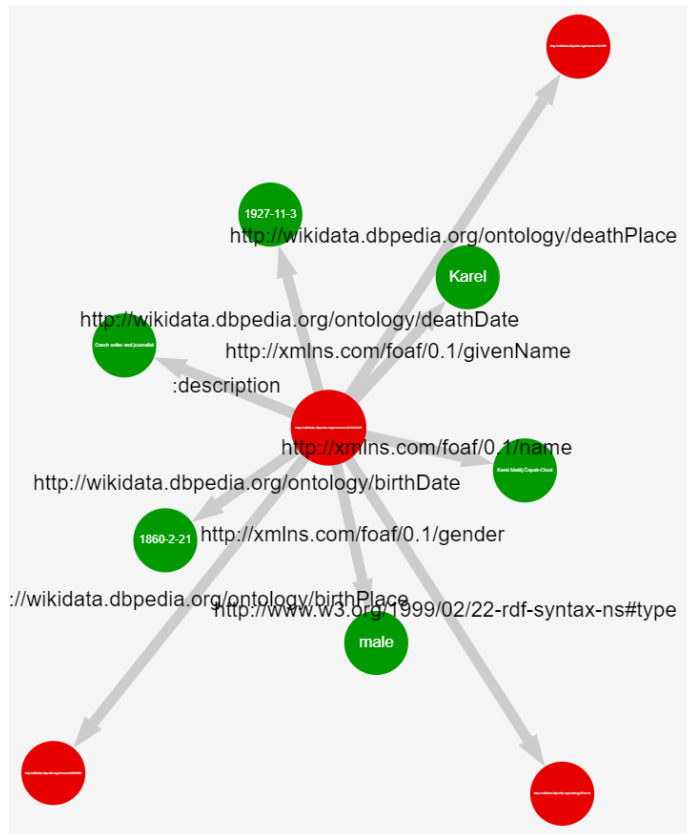 1927-11-3
http://wikidata.dbpedia.org/ontology/deathPlace
Karel
http://wikidata.dbpedia.org/ontology/deathDate
Czech writer and journalist
http://xmlns.com/foaf/0.1/givenName
:description
http://xmlns.com/foaf/0.1/name
Karel Matěj Čapek-Chod
http://wikidata.dbpedia.org/ontology/birthDate
1860-2-21
http://xmlns.com/foaf/0.1/gender
://wikidata.dbpedia.org/ontology/birthPlace
http://www.w3.org/1999/02/22-rdf-syntax-ns#type
male